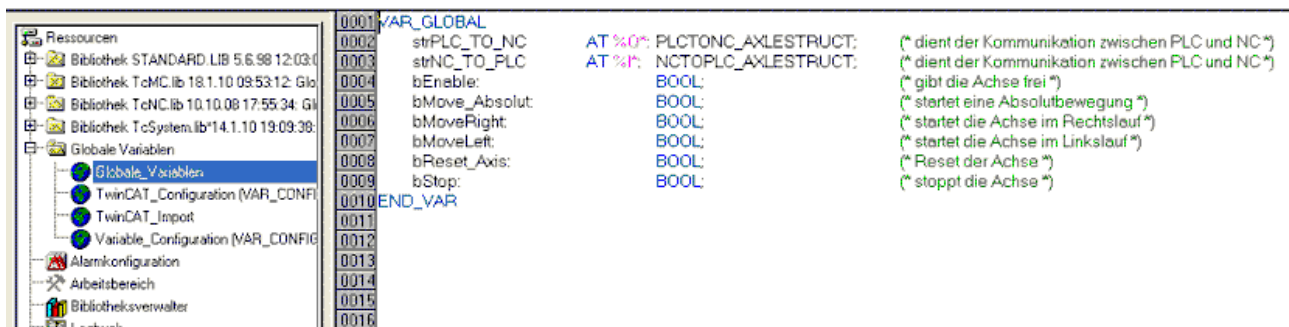 Ressourcen
Bibliothek STANDARD.LIB 5.6.98 12:03:0
Bibliothek TcMC.lib 18.1.10 09:53:12: Glo
Bibliothek TcNC.lib 10.10.08 17:55:34: Gl
Bibliothek TcSystem.lib*14.1.10 19:09:38:
Globale Variablen
Globale_Variablen
TwinCAT_Configuration (VAR_CONFI
TwinCAT_Import
Variable_Configuration (VAR_CONFIG
Alarmkonfiguration
Arbeitsbereich
Bibliotheksverwalter
Logbuch
0001 VAR_GLOBAL
0002 strPLC_TO_NC AT %Q*: PLCTONC_AXLESTRUCT; (* dient der Kommunikation zwischen PLC und NC *)
0003 strNC_TO_PLC AT %I*: NCTOPLC_AXLESTRUCT; (* dient der Kommunikation zwischen PLC und NC *)
0004 bEnable: BOOL; (* gibt die Achse frei *)
0005 bMove_Absolut: BOOL; (* startet eine Absolutbewegung *)
0006 bMoveRight: BOOL; (* startet die Achse im Rechtslauf *)
0007 bMoveLeft: BOOL; (* startet die Achse im Linkslauf *)
0008 bReset_Axis: BOOL; (* Reset der Achse *)
0009 bStop: BOOL; (* stoppt die Achse *)
0010 END_VAR
0011
0012
0013
0014
0015
0016